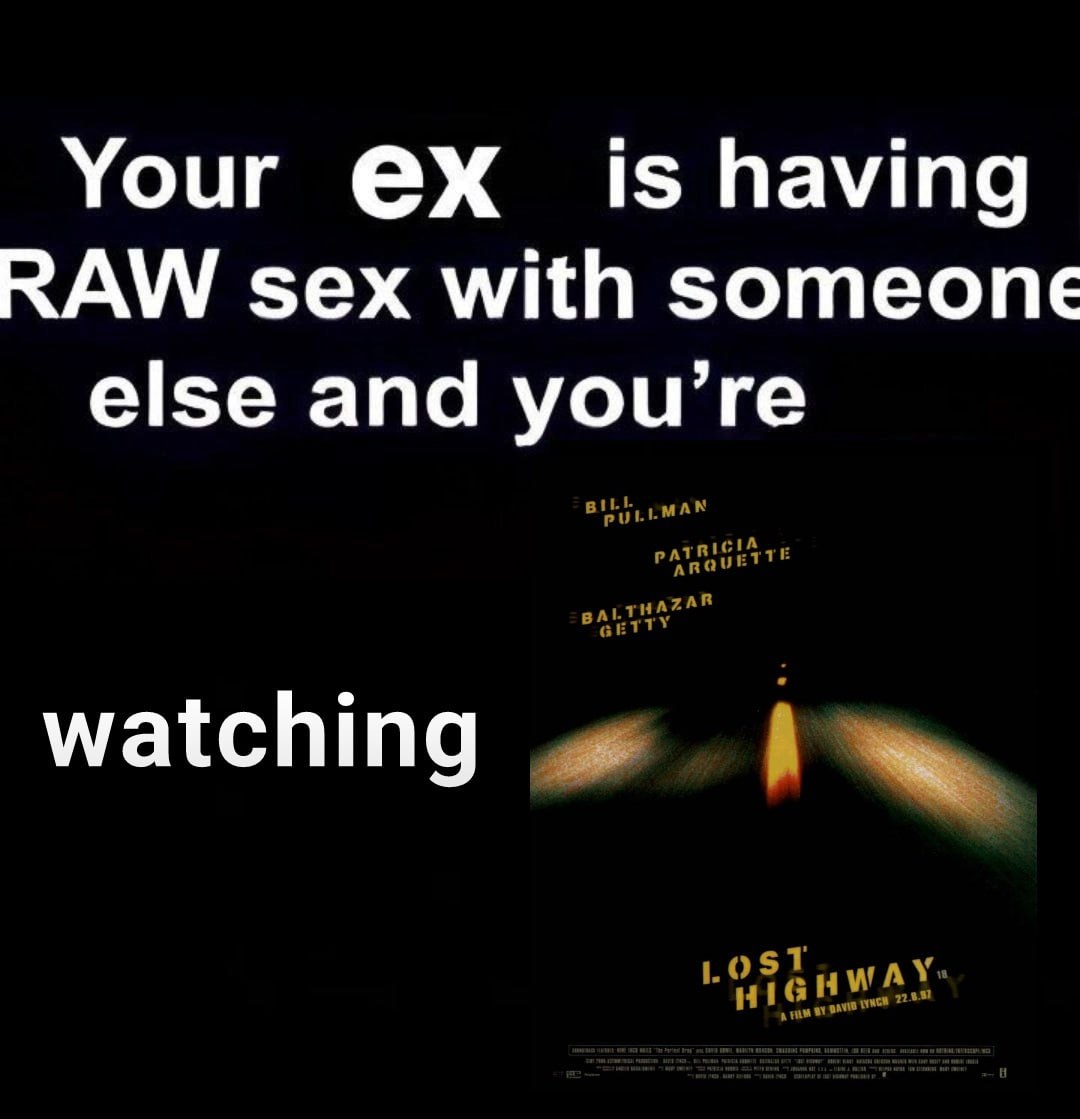 Your ex is having
RAW sex with someone
else and you're
BILL
PULLMAN
PATRICIA
ARQUETTE
BALTHAZAR
GETTY
watching
LOST
HIGHWAY 18
A FILM BY DAVID LYNCH 22.8.97